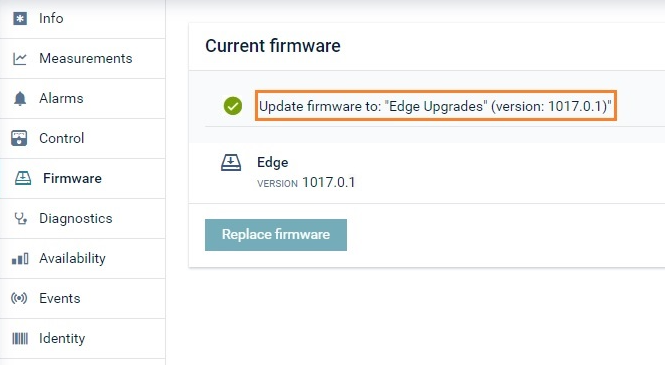 Info
Measurements
Alarms
Control
Firmware
Diagnostics
Availability
Events
Identity
Current firmware
Update firmware to: "Edge Upgrades" (version: 1017.0.1)"
Edge
VERSION 1017.0.1
Replace firmware